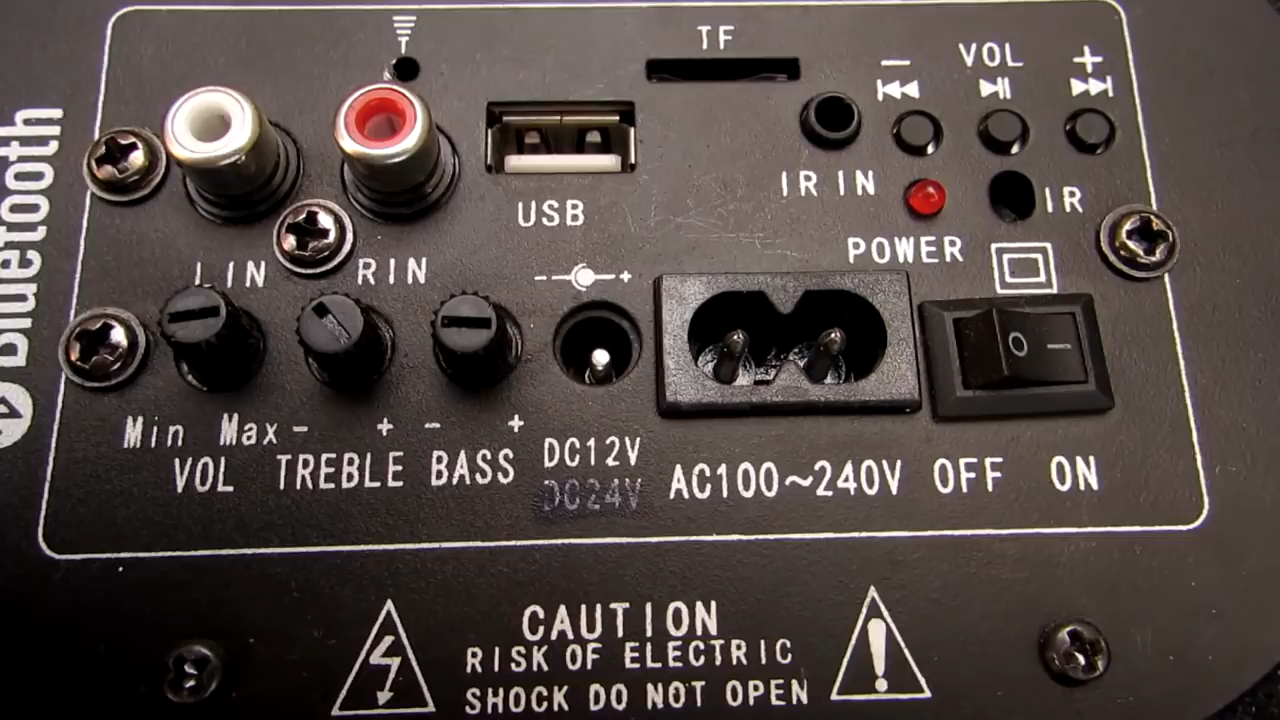 TF
- VOL +
IR IN
IR
USB
POWER
L IN R IN
- +
Bluetooth
O —
Min Max - + - +
VOL TREBLE BASS
DC12V
DC24V
AC100~240V OFF ON
CAUTION
RISK OF ELECTRIC
SHOCK DO NOT OPEN